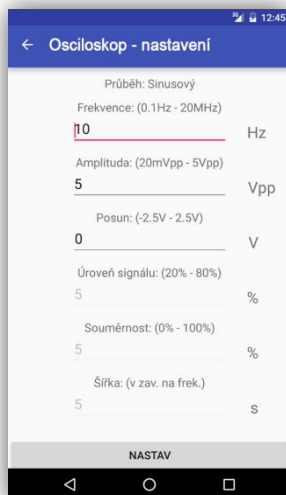 3G 12:45
← Osciloskop - nastavení
Průběh: Sinusový
Frekvence: (0.1Hz - 20MHz)
10 Hz
Amplituda: (20mVpp - 5Vpp)
5 Vpp
Posun: (-2.5V - 2.5V)
0 V
Úroveň signálu: (20% - 80%)
5 %
Souměrnost: (0% - 100%)
5 %
Šířka: (v zav. na frek.)
5 s
NASTAV